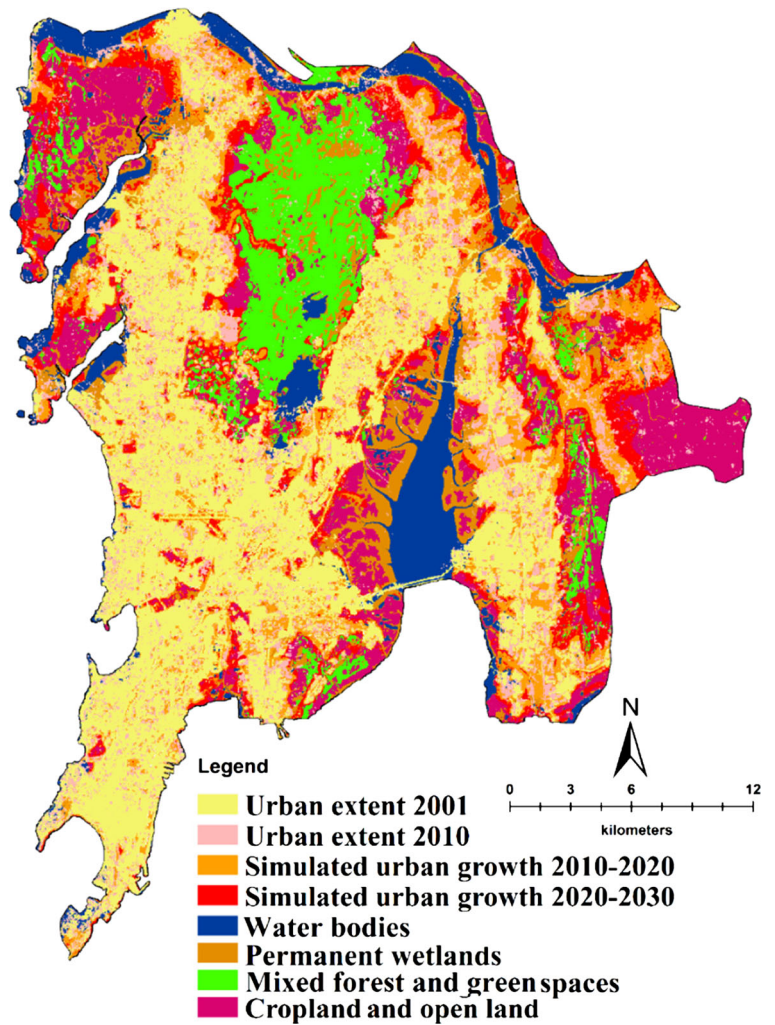 N
Legend
0 3 6 12
kilometers
Urban extent 2001
Urban extent 2010
Simulated urban growth 2010-2020
Simulated urban growth 2020-2030
Water bodies
Permanent wetlands
Mixed forest and green spaces
Cropland and open land